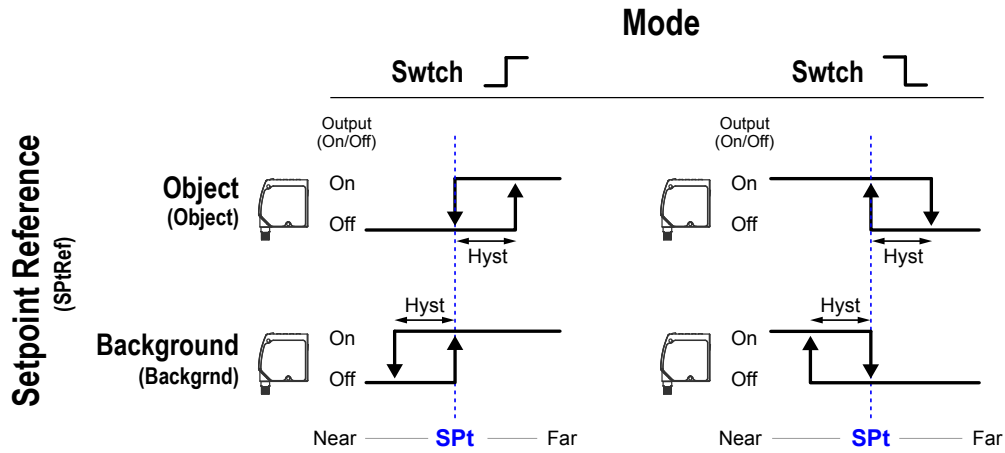 Mode
Swtch
Swtch
Setpoint Reference
(SPtRef)
Output
(On/Off)
Output
(On/Off)
Object
(Object)
On
Off
Hyst
On
Off
Hyst
Background
(Backgrnd)
Hyst
On
Off
Hyst
On
Off
Near SPt Far
Near SPt Far